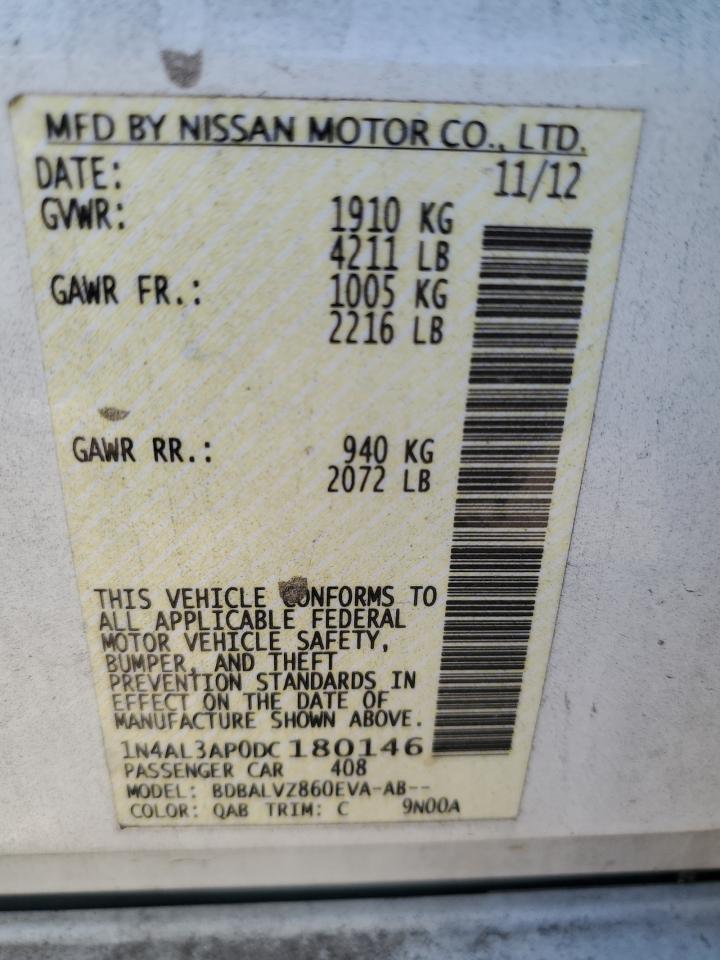 MFD BY NISSAN MOTOR CO., LTD.
DATE: 11/12
GVWR: 1910 KG
4211 LB
GAWR FR.: 1005 KG
2216 LB
GAWR RR.: 940 KG
2072 LB
THIS VEHICLE CONFORMS TO
ALL APPLICABLE FEDERAL
MOTOR VEHICLE SAFETY,
BUMPER, AND THEFT
PREVENTION STANDARDS IN
EFFECT ON THE DATE OF
MANUFACTURE SHOWN ABOVE.
1N4AL3AP0DC180146
PASSENGER CAR 408
MODEL: BDBALVZ860EVA-AB--
COLOR: QAB TRIM: C 9N00A